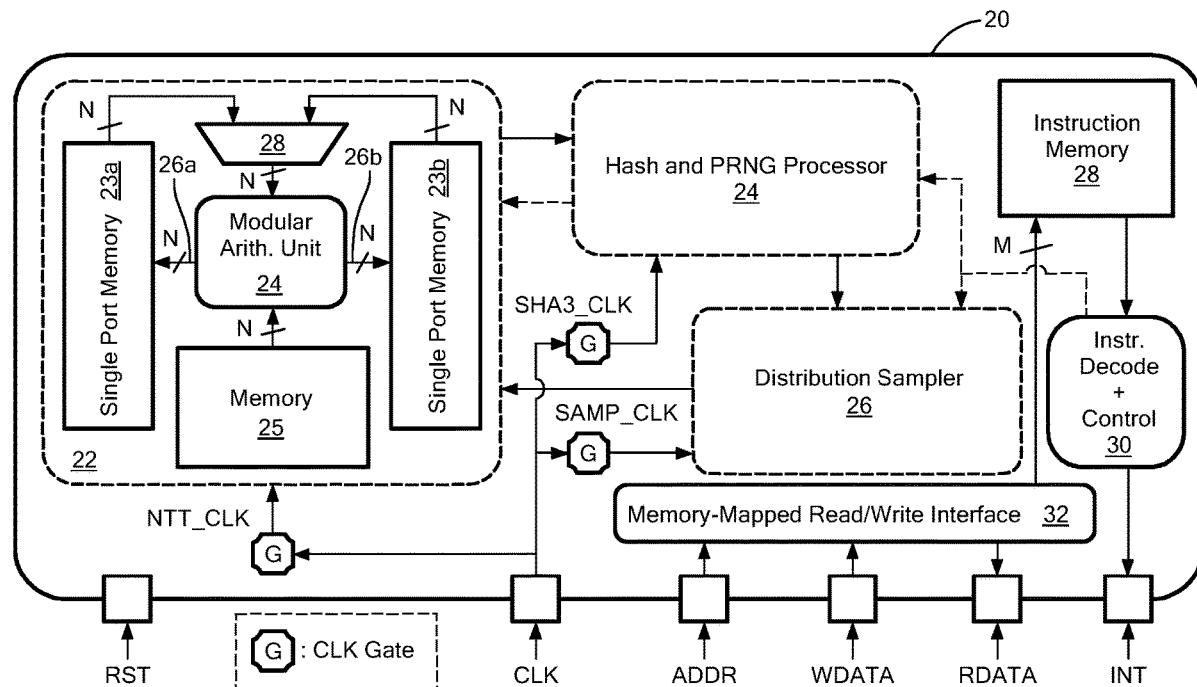 20
N
N
28
N
26a
26b
Single Port Memory 23a
Single Port Memory 23b
N
N
Modular
Arith. Unit
24
N
Memory
25
22
Hash and PRNG Processor
24
Instruction
Memory
28
M
SHA3_CLK
G
Distribution Sampler
26
SAMP_CLK
G
Instr.
Decode
+
Control
30
NTT_CLK
G
Memory-Mapped Read/Write Interface 32
G : CLK Gate
RST
CLK
ADDR
WDATA
RDATA
INT